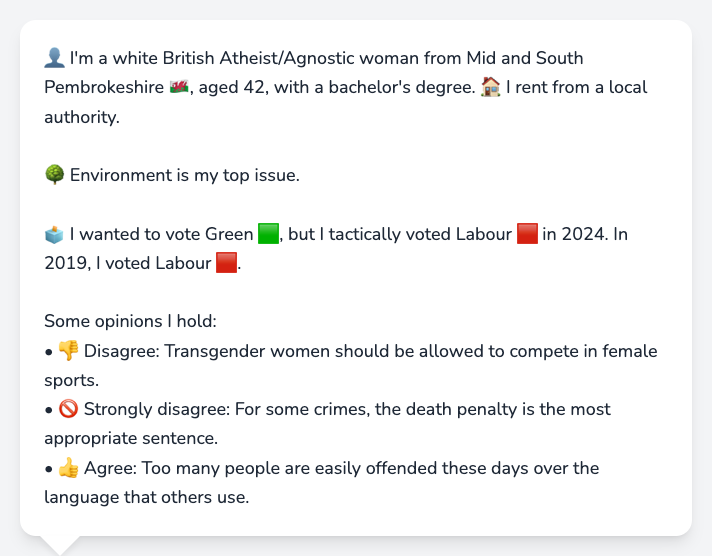 👤 I'm a white British Atheist/Agnostic woman from Mid and South
Pembrokeshire 🏴󠁧󠁢󠁷󠁬󠁳󠁿, aged 42, with a bachelor's degree. 🏠 I rent from a local
authority.
🌳 Environment is my top issue.
🗳️ I wanted to vote Green 🟩, but I tactically voted Labour 🟥 in 2024. In
2019, I voted Labour 🟥.
Some opinions I hold:
• 👎 Disagree: Transgender women should be allowed to compete in female
sports.
• 🚫 Strongly disagree: For some crimes, the death penalty is the most
appropriate sentence.
• 👍 Agree: Too many people are easily offended these days over the
language that others use.